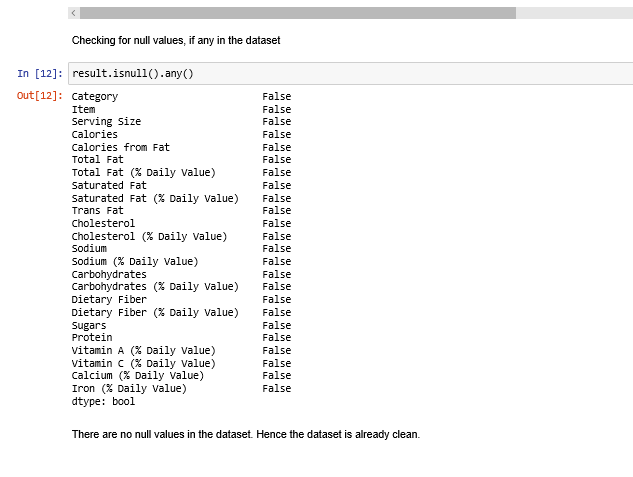 Checking for null values, if any in the dataset
In [12]: result.isnull().any()
Out[12]: Category False
Item False
Serving Size False
Calories False
Calories from Fat False
Total Fat False
Total Fat (% Daily Value) False
Saturated Fat False
Saturated Fat (% Daily Value) False
Trans Fat False
Cholesterol False
Cholesterol (% Daily Value) False
Sodium False
Sodium (% Daily Value) False
Carbohydrates False
Carbohydrates (% Daily Value) False
Dietary Fiber False
Dietary Fiber (% Daily Value) False
Sugars False
Protein False
Vitamin A (% Daily Value) False
Vitamin C (% Daily Value) False
Calcium (% Daily Value) False
Iron (% Daily Value) False
dtype: bool
There are no null values in the dataset. Hence the dataset is already clean.